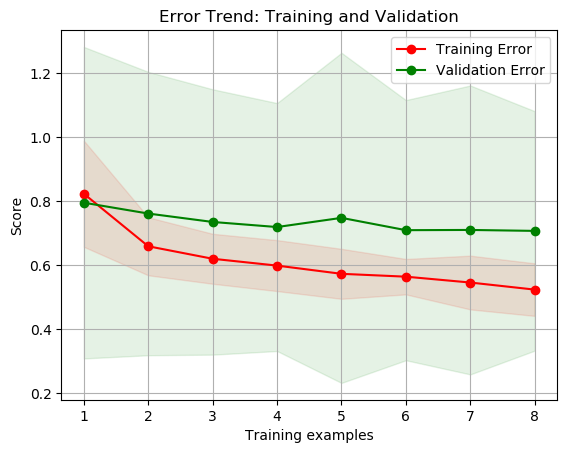 Error Trend: Training and Validation
Training Error
Validation Error
Score
1.2
1.0
0.8
0.6
0.4
0.2
1 2 3 4 5 6 7 8
Training examples